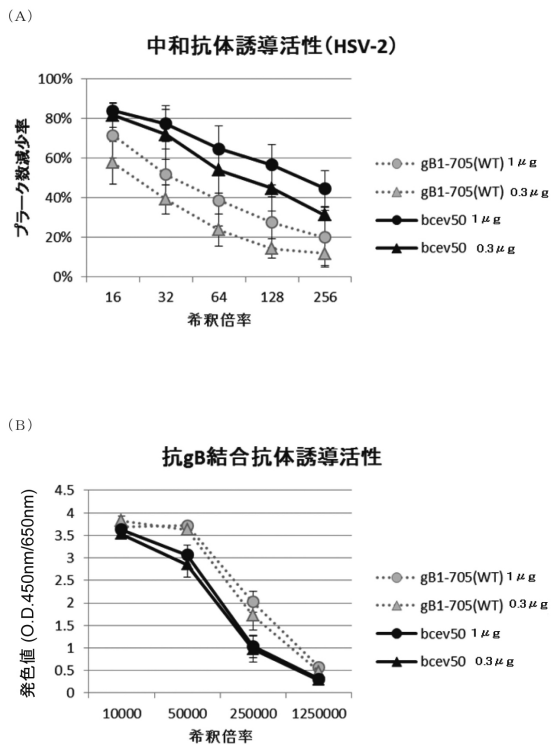 （A）
中和抗体誘導活性（HSV-2）
プラーク数減少率
100%
80%
60%
40%
20%
0%
16 32 64 128 256
希釈倍率
gB1-705(WT) 1μg
gB1-705(WT) 0.3μg
bcev50 1μg
bcev50 0.3μg
（B）
抗gB結合抗体誘導活性
発色値 (O.D.450nm/650nm)
4.5
4
3.5
3
2.5
2
1.5
1
0.5
0
10000 50000 250000 1250000
希釈倍率
gB1-705(WT) 1μg
gB1-705(WT) 0.3μg
bcev50 1μg
bcev50 0.3μg